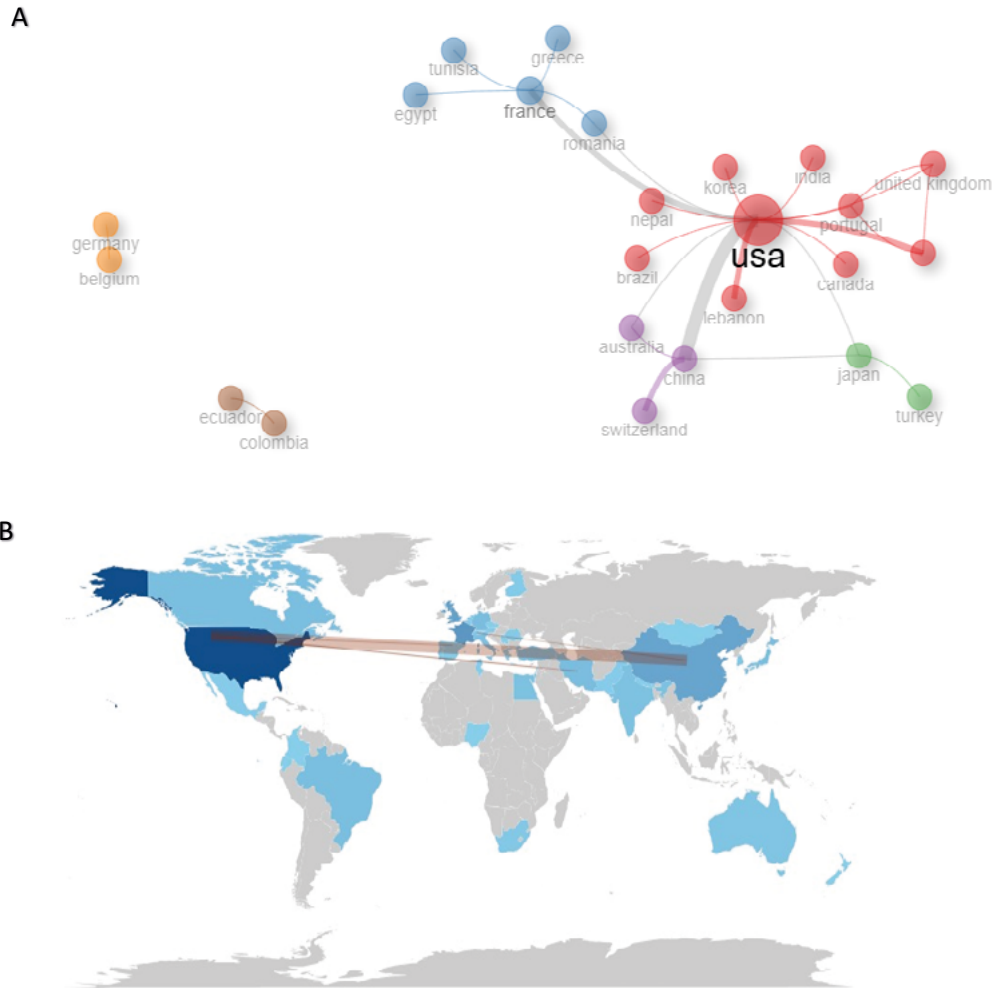 A
greece
tunisia
egypt
france
romania
korea
india
united kingdom
nepal
portugal
germany
usa
belgium
brazil
canada
lebanon
australia
china
japan
ecuador
turkey
switzerland
colombia
B